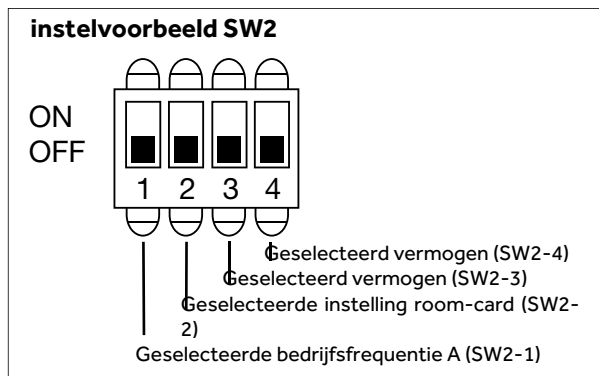 instelvoorbeeld SW2
ON
OFF
1 2 3 4
Geselecteerd vermogen (SW2-4)
Geselecteerd vermogen (SW2-3)
Geselecteerde instelling room-card (SW2-
2)
Geselecteerde bedrijfsfrequentie A (SW2-1)